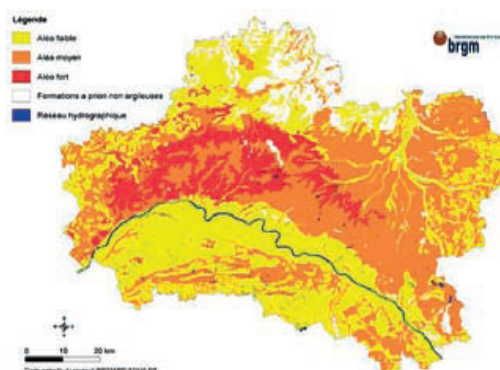 Légende
Aléa faible
Aléa moyen
Aléa fort
Formations a priori non argileuses
Réseau hydrographique
brgm
0 10 20 km